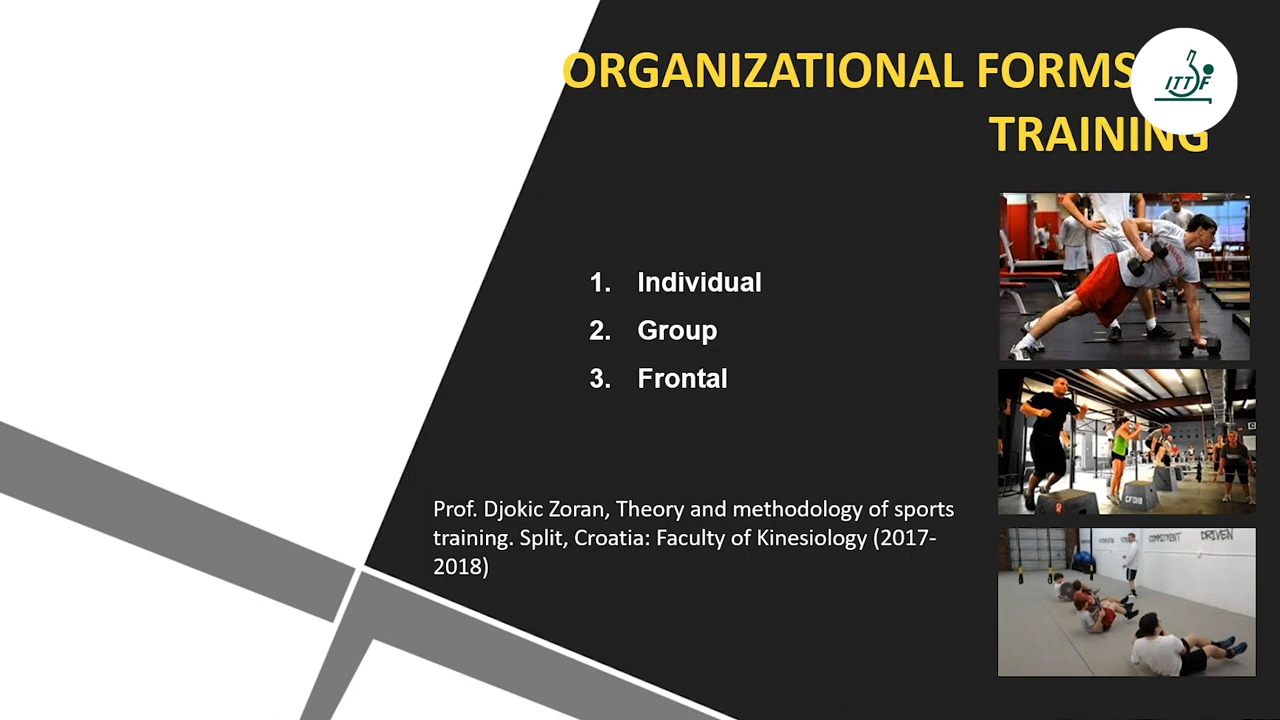 ORGANIZATIONAL FORMS
TRAINING
ITTF
1. Individual
2. Group
3. Frontal
Prof. Djokic Zoran, Theory and methodology of sports
training. Split, Croatia: Faculty of Kinesiology (2017-
2018)
COMMITMENT
DRIVEN